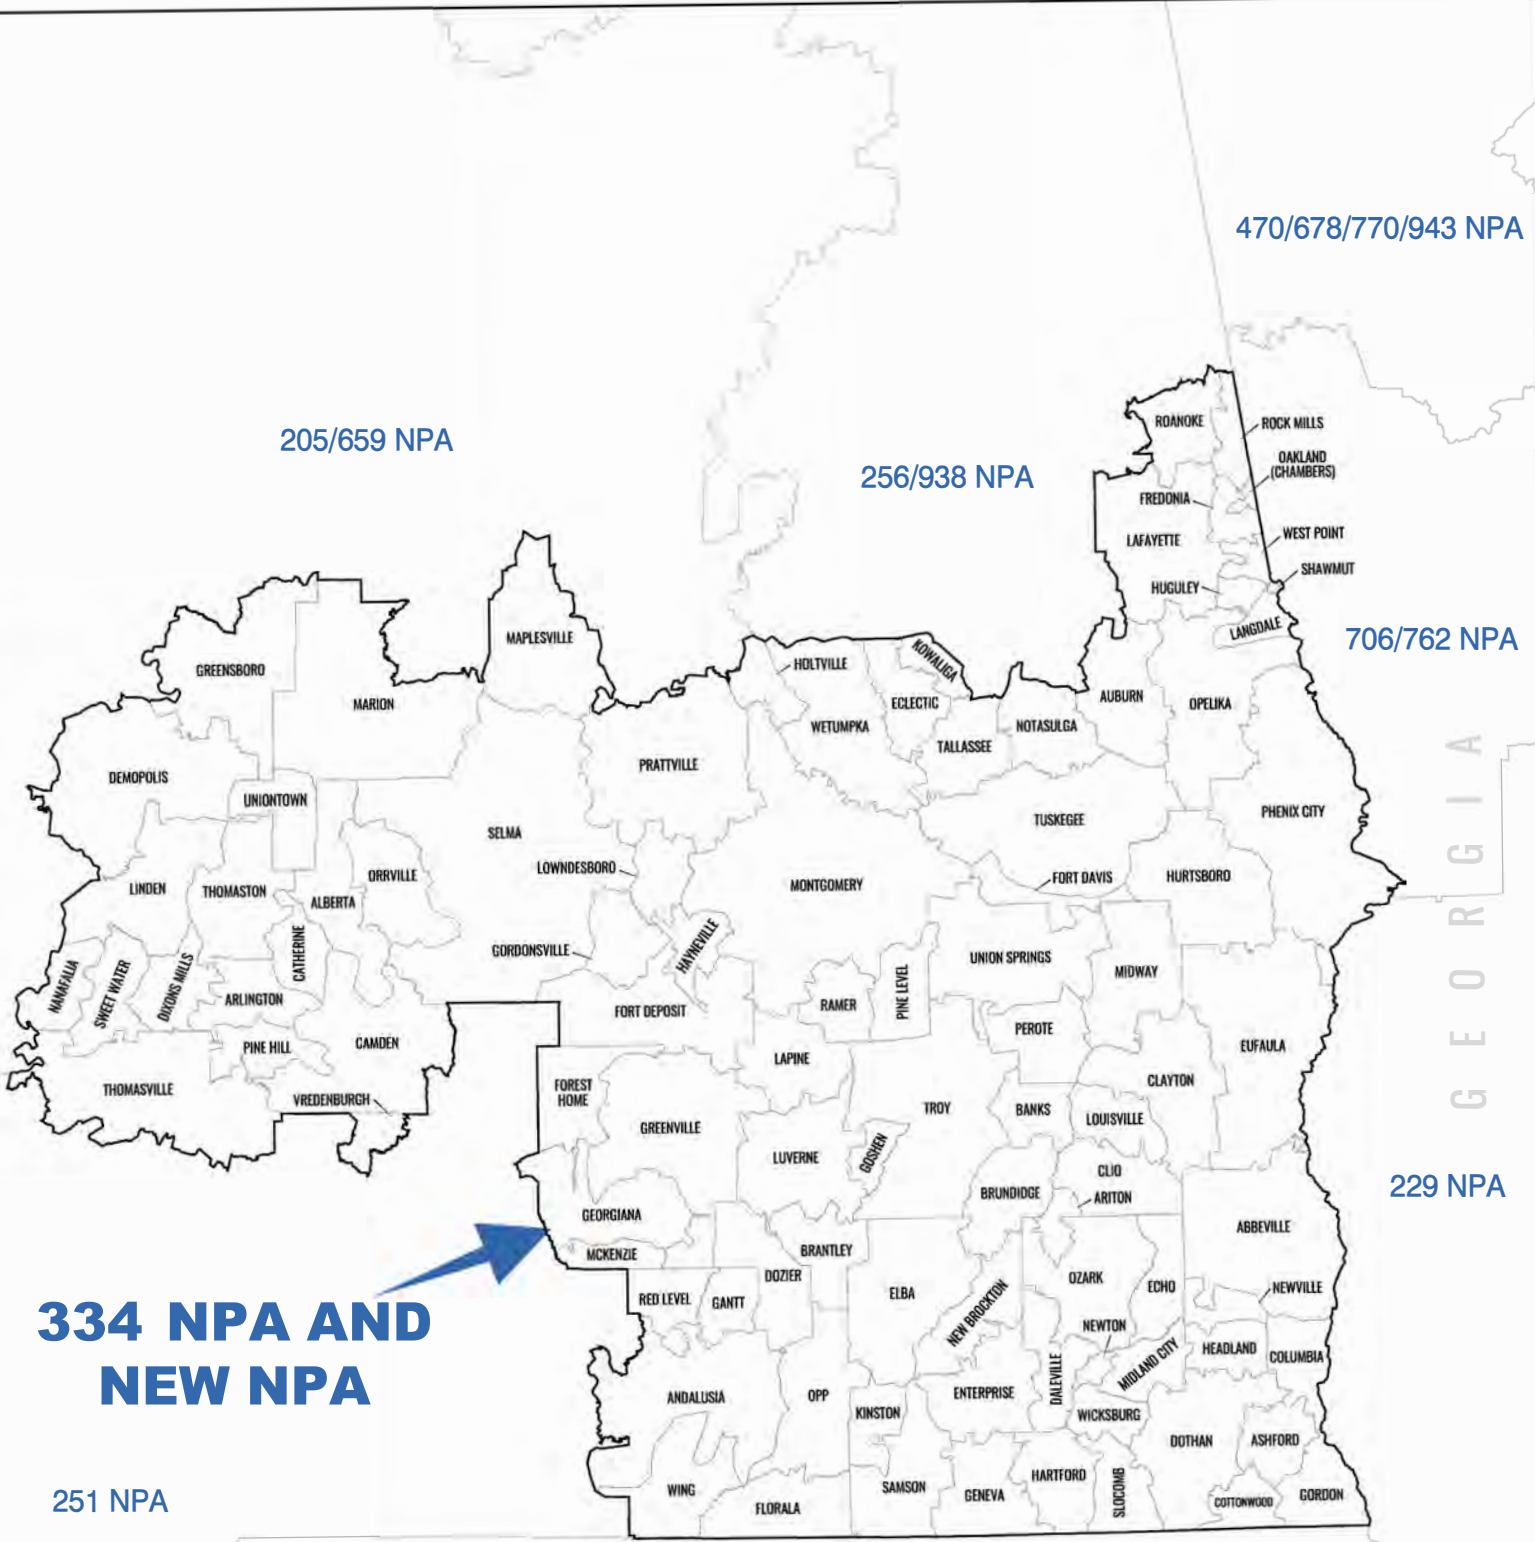 470/678/770/943 NPA
205/659 NPA
256/938 NPA
ROANOKE
ROCK MILLS
OAKLAND
(CHAMBERS)
FREDONIA
LAFAYETTE
WEST POINT
SHAWMUT
HUGULEY
LANGDALE
706/762 NPA
MAPLESVILLE
GREENSBORO
MARION
HOLTVILLE
KOWALIGA
ECLECTIC
WETUMPKA
TALLASSEE
NOTASULGA
AUBURN
OPELIKA
DEMOPOLIS
UNIONTOWN
PRATTVILLE
SELMA
TUSKEGEE
PHENIX CITY
GEORGIA
LINDEN
THOMASTON
ALBERTA
ORRVILLE
LOWNDESBORO
MONTGOMERY
FORT DAVIS
HURTSBORO
NANAFALIA
SWEET WATER
DIXONS MILLS
CATHERINE
ARLINGTON
GORDONSVILLE
HAYNEVILLE
FORT DEPOSIT
RAMER
PINE LEVEL
UNION SPRINGS
MIDWAY
PEROTE
THOMASVILLE
PINE HILL
CAMDEN
VREDENBURGH
LAPINE
EUFAULA
CLAYTON
FOREST
HOME
GREENVILLE
TROY
BANKS
LOUISVILLE
LUVERNE
GOSHEN
CLIO
ARITON
BRUNDIDGE
229 NPA
GEORGIANA
MCKENZIE
BRANTLEY
DOZIER
ABBEVILLE
334 NPA AND
NEW NPA
RED LEVEL
GANTT
ELBA
NEW BROCKTON
OZARK
ECHO
NEWVILLE
NEWTON
MIDLAND CITY
HEADLAND
COLUMBIA
DALEVILLE
ANDALUSIA
OPP
KINSTON
ENTERPRISE
WICKSBURG
DOTHAN
ASHFORD
251 NPA
WING
FLORALA
SAMSON
GENEVA
HARTFORD
SLOCOMB
COTTONWOOD
GORDON